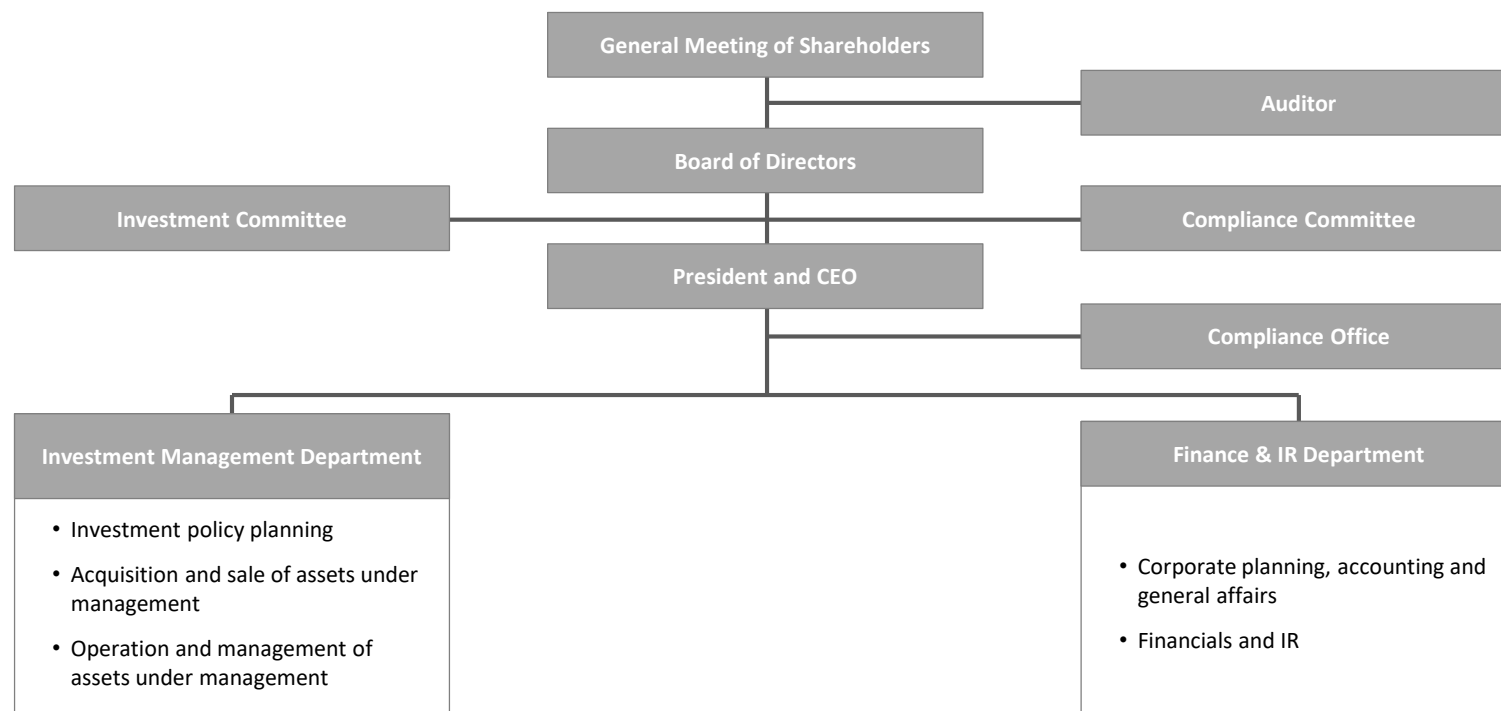 General Meeting of Shareholders
Auditor
Board of Directors
Investment Committee
Compliance Committee
President and CEO
Compliance Office
Investment Management Department
• Investment policy planning
• Acquisition and sale of assets under
management
• Operation and management of
assets under management
Finance & IR Department
• Corporate planning, accounting and
general affairs
• Financials and IR